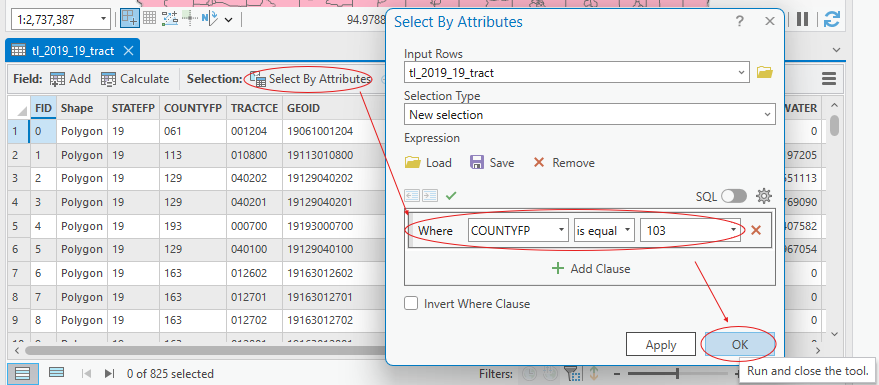 1:2,737,387
94.9788
tl_2019_19_tract
Field: Add Calculate Selection: Select By Attributes
FID Shape STATEFP COUNTYFP TRACTCE GEOID WATER
1 0 Polygon 19 061 001204 19061001204 0
2 1 Polygon 19 113 010800 19113010800 97205
3 2 Polygon 19 129 040202 19129040202 551113
4 3 Polygon 19 129 040201 19129040201 769090
5 4 Polygon 19 193 000700 19193000700 407582
6 5 Polygon 19 129 040100 19129040100 967054
7 6 Polygon 19 163 012602 19163012602 0
8 7 Polygon 19 163 012701 19163012701 0
9 8 Polygon 19 163 012702 19163012702 0
0 of 825 selected
Filters:
Select By Attributes
?
Input Rows
tl_2019_19_tract
Selection Type
New selection
Expression
Load Save Remove
SQL
Where COUNTYFP is equal 103
Add Clause
Invert Where Clause
Apply OK
Run and close the tool.